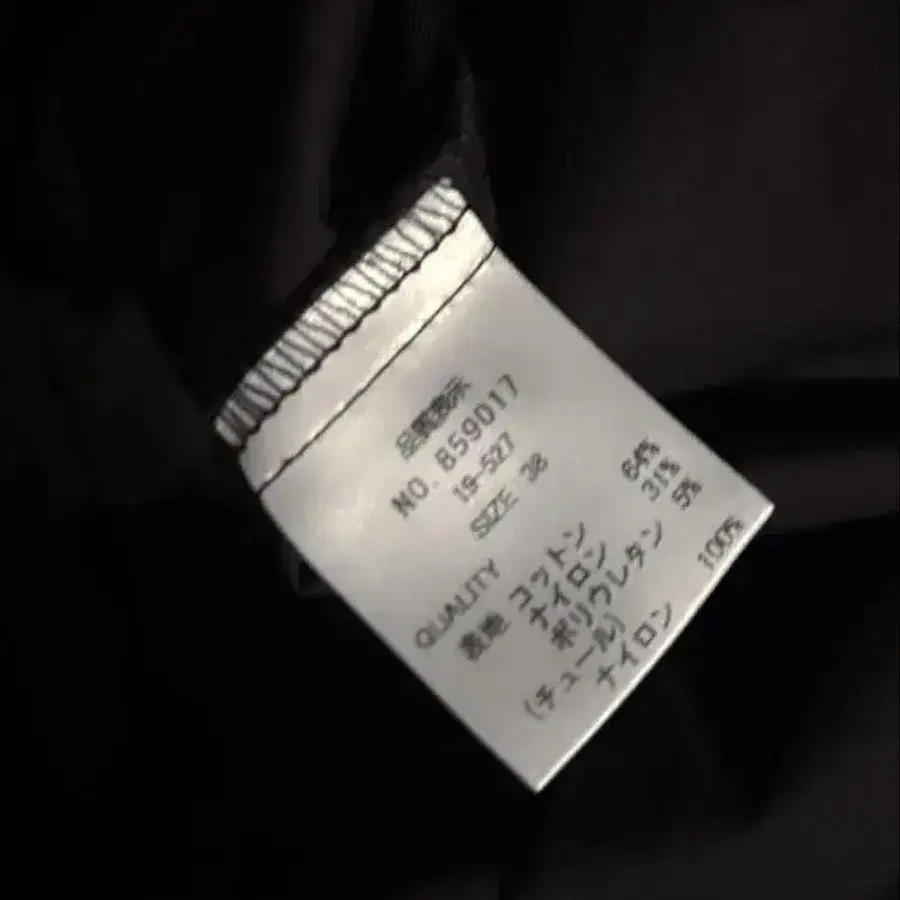 品質表示
NO. 859017
19-527
SIZE 38
QUALITY
表地 コットン 64%
ナイロン 31%
ポリウレタン 5%
(チュール)
ナイロン 100%